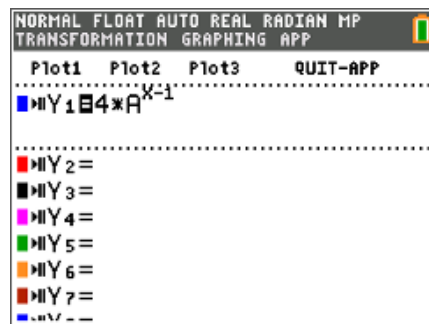 NORMAL FLOAT AUTO REAL RADIAN MP
TRANSFORMATION GRAPHING APP
Plot1 Plot2 Plot3 QUIT-APP
Y₁=4*A^X-1
Y₂=
Y₃=
Y₄=
Y₅=
Y₆=
Y₇=